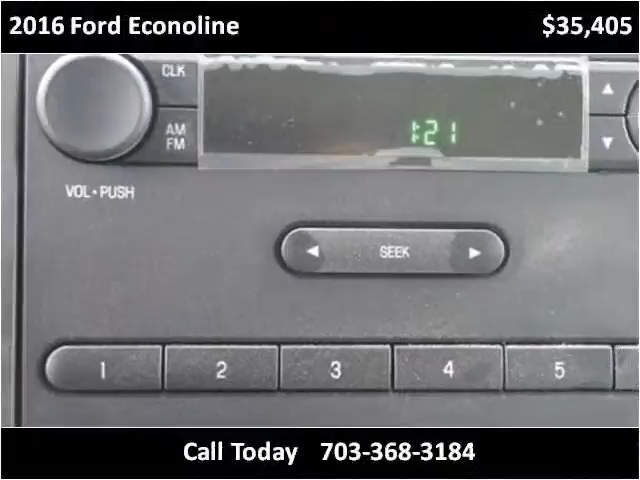 2016 Ford Econoline $35,405
CLK
AM
FM
1:21
VOL • PUSH
SEEK
1 2 3 4 5
Call Today 703-368-3184